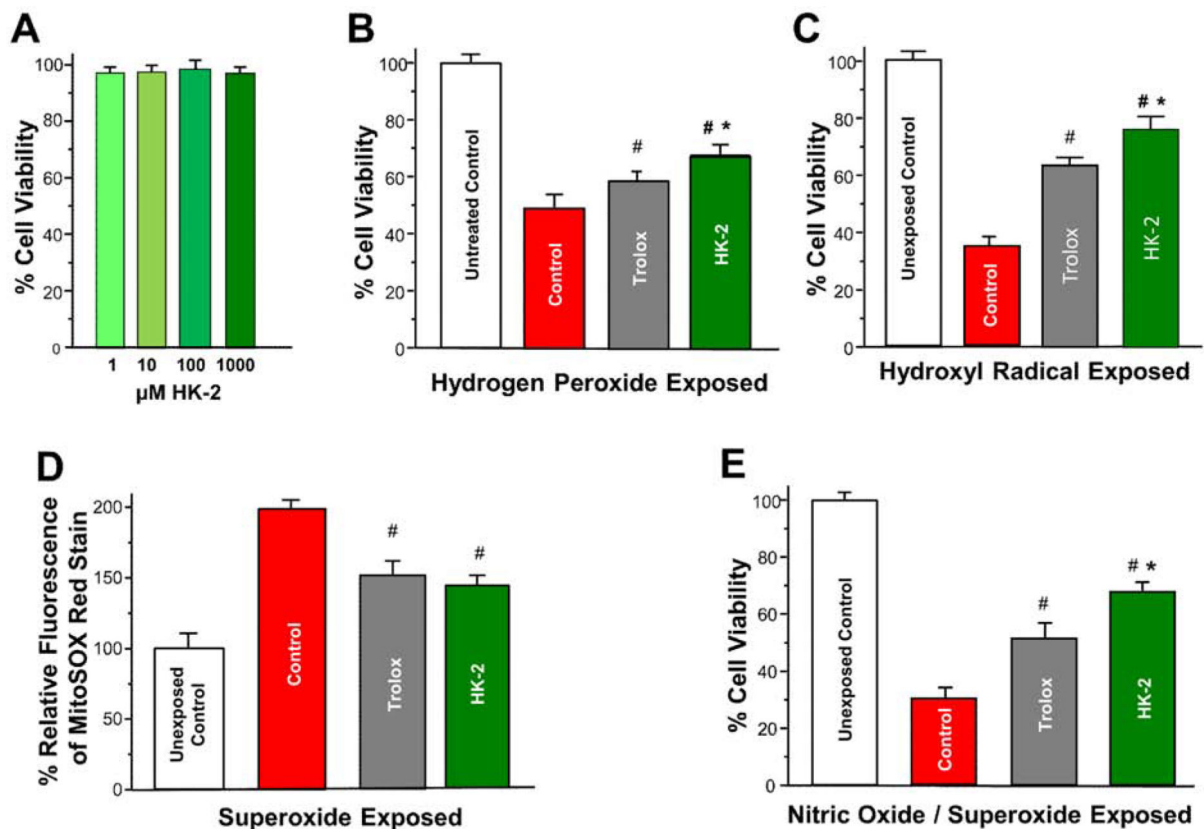 A
% Cell Viability
100
80
60
40
20
0
1 10 100 1000
µM HK-2
B
% Cell Viability
100
80
60
40
20
0
Untreated Control
Control
#
Trolox
# *
HK-2
Hydrogen Peroxide Exposed
C
% Cell Viability
100
80
60
40
20
0
Unexposed Control
Control
#
Trolox
# *
HK-2
Hydroxyl Radical Exposed
D
% Relative Fluorescence
of MitoSOX Red Stain
200
150
100
50
0
Unexposed
Control
Control
#
Trolox
#
HK-2
Superoxide Exposed
E
% Cell Viability
100
80
60
40
20
0
Unexposed Control
Control
#
Trolox
# *
HK-2
Nitric Oxide / Superoxide Exposed